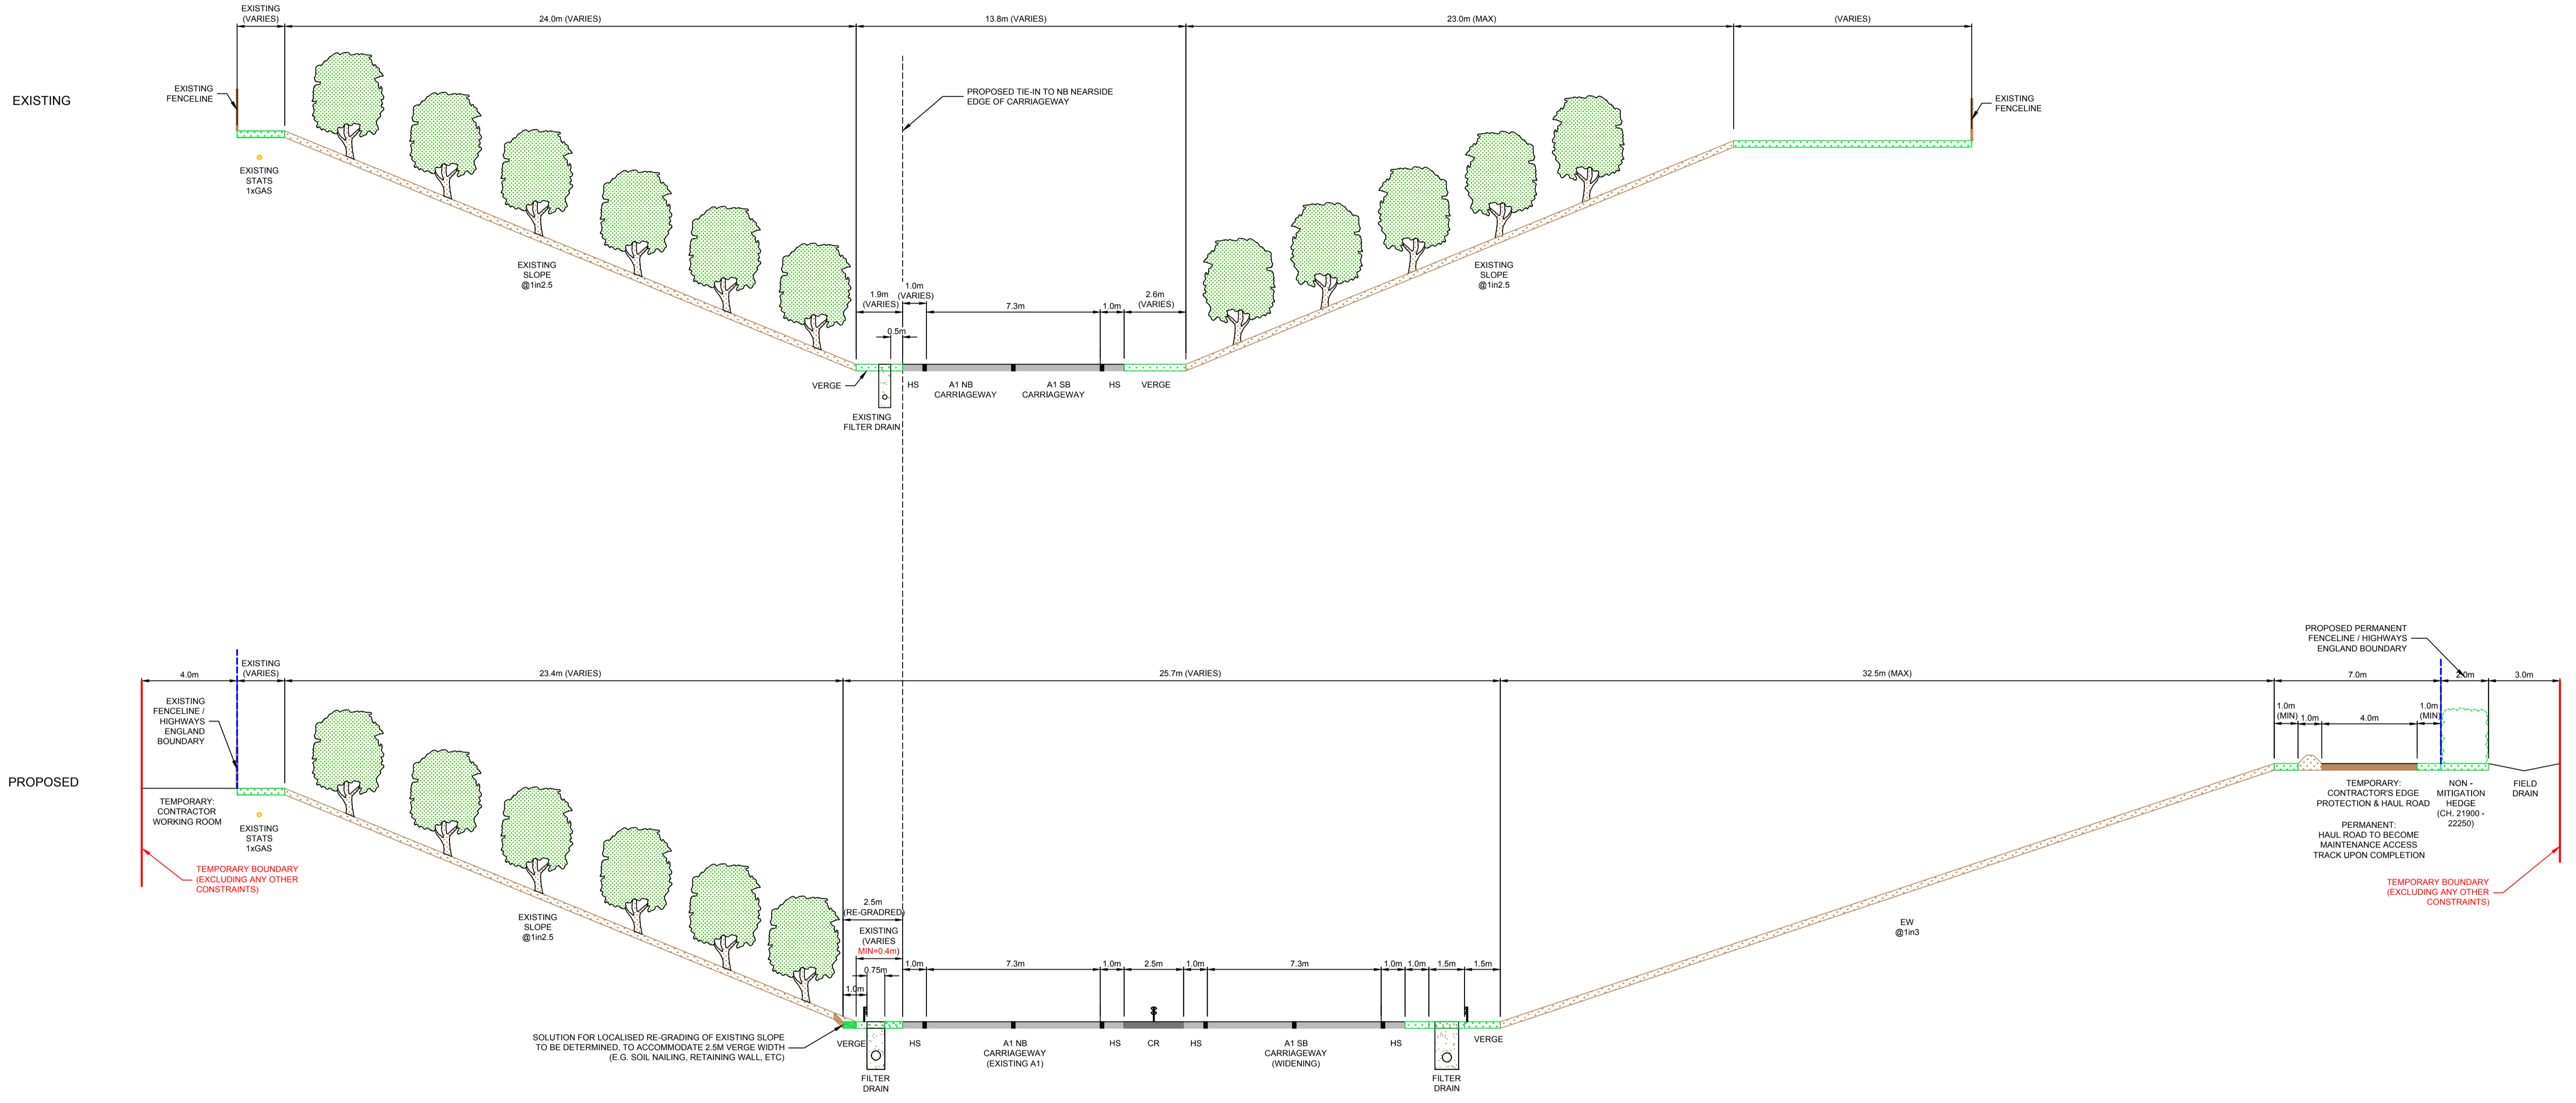 EXISTING
(VARIES)
24.0m (VARIES)
13.8m (VARIES)
23.0m (MAX)
(VARIES)
EXISTING
EXISTING
FENCELINE
PROPOSED TIE-IN TO NB NEARSIDE
EDGE OF CARRIAGEWAY
EXISTING
FENCELINE
EXISTING
STATS
1xGAS
EXISTING
SLOPE
@1in2.5
EXISTING
SLOPE
@1in2.5
1.9m
(VARIES)
1.0m
(VARIES)
7.3m
1.0m
2.6m
(VARIES)
0.5m
VERGE
HS
A1 NB
CARRIAGEWAY
A1 SB
CARRIAGEWAY
HS
VERGE
EXISTING
FILTER DRAIN
PROPOSED
4.0m
EXISTING
(VARIES)
23.4m (VARIES)
25.7m (VARIES)
32.5m (MAX)
PROPOSED PERMANENT
FENCELINE / HIGHWAYS
ENGLAND BOUNDARY
7.0m
2.0m
3.0m
EXISTING
FENCELINE /
HIGHWAYS
ENGLAND
BOUNDARY
1.0m
(MIN)
1.0m
4.0m
1.0m
(MIN)
TEMPORARY:
CONTRACTOR
WORKING ROOM
EXISTING
STATS
1xGAS
TEMPORARY BOUNDARY
(EXCLUDING ANY OTHER
CONSTRAINTS)
TEMPORARY:
CONTRACTOR'S EDGE
PROTECTION & HAUL ROAD
PERMANENT:
HAUL ROAD TO BECOME
MAINTENANCE ACCESS
TRACK UPON COMPLETION
NON -
MITIGATION
HEDGE
(CH. 21900 -
22250)
FIELD
DRAIN
TEMPORARY BOUNDARY
(EXCLUDING ANY OTHER
CONSTRAINTS)
EXISTING
SLOPE
@1in2.5
2.5m
(RE-GRADRED)
EXISTING
(VARIES
MIN=0.4m)
0.75m
1.0m
1.0m
7.3m
1.0m
2.5m
1.0m
7.3m
1.0m
1.0m
1.5m
1.5m
EW
@1in3
SOLUTION FOR LOCALISED RE-GRADING OF EXISTING SLOPE
TO BE DETERMINED, TO ACCOMMODATE 2.5M VERGE WIDTH
(E.G. SOIL NAILING, RETAINING WALL, ETC)
VERGE
HS
A1 NB
CARRIAGEWAY
(EXISTING A1)
HS
CR
HS
A1 SB
CARRIAGEWAY
(WIDENING)
HS
VERGE
FILTER
DRAIN
FILTER
DRAIN